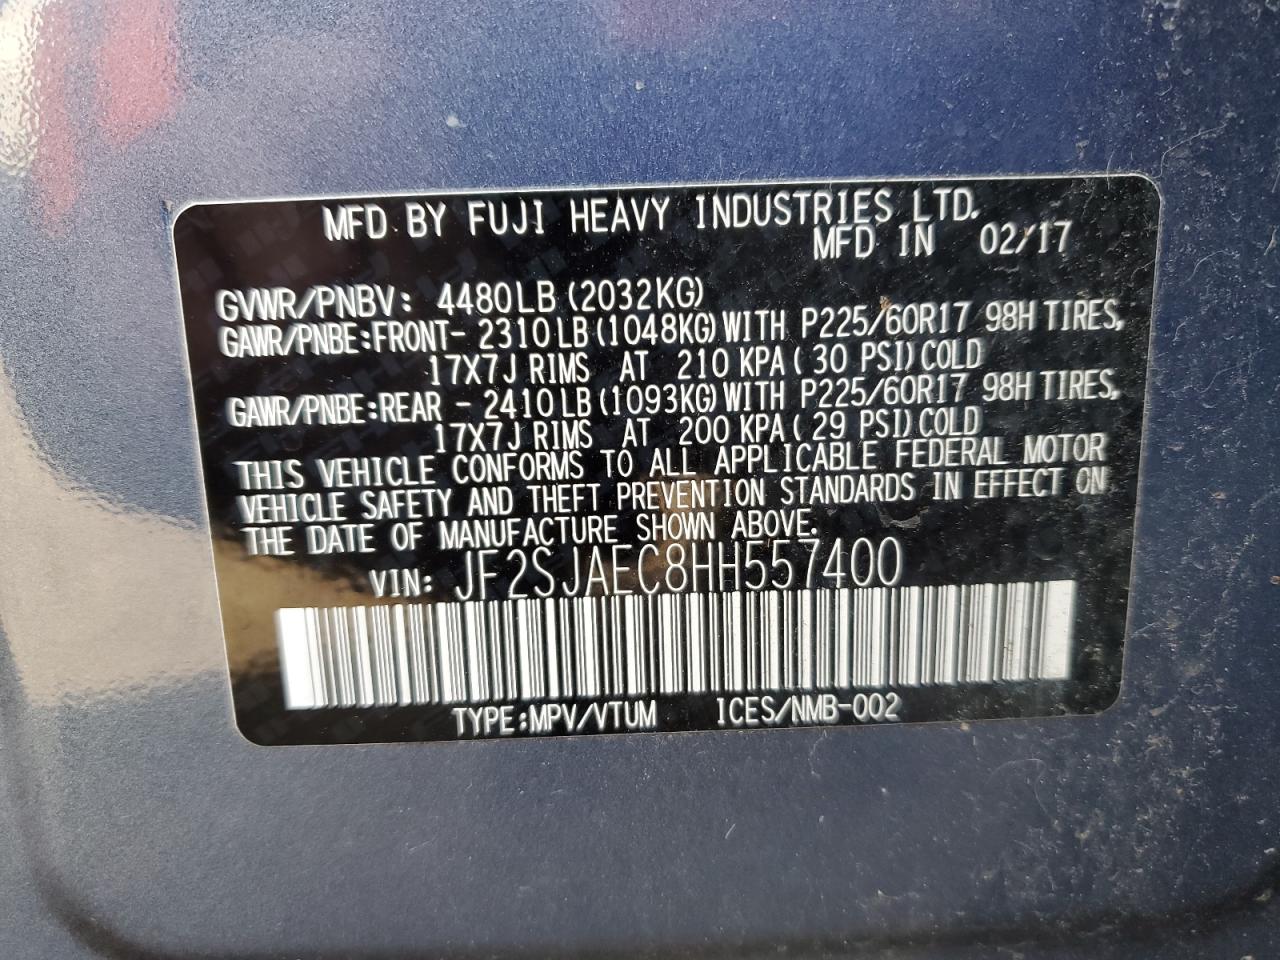 MFD BY FUJI HEAVY INDUSTRIES LTD.
MFD IN 02/17
GVWR/PNBV: 4480LB (2032KG)
GAWR/PNBE:FRONT- 2310LB (1048KG) WITH P225/60R17 98H TIRES,
17X7J RIMS AT 210 KPA ( 30 PSI) COLD
GAWR/PNBE:REAR - 2410LB (1093KG) WITH P225/60R17 98H TIRES,
17X7J RIMS AT 200 KPA ( 29 PSI) COLD
THIS VEHICLE CONFORMS TO ALL APPLICABLE FEDERAL MOTOR
VEHICLE SAFETY AND THEFT PREVENTION STANDARDS IN EFFECT ON
THE DATE OF MANUFACTURE SHOWN ABOVE.
VIN: JF2SJAEC8HH557400
TYPE:MPV/VTUM ICES/NMB-002